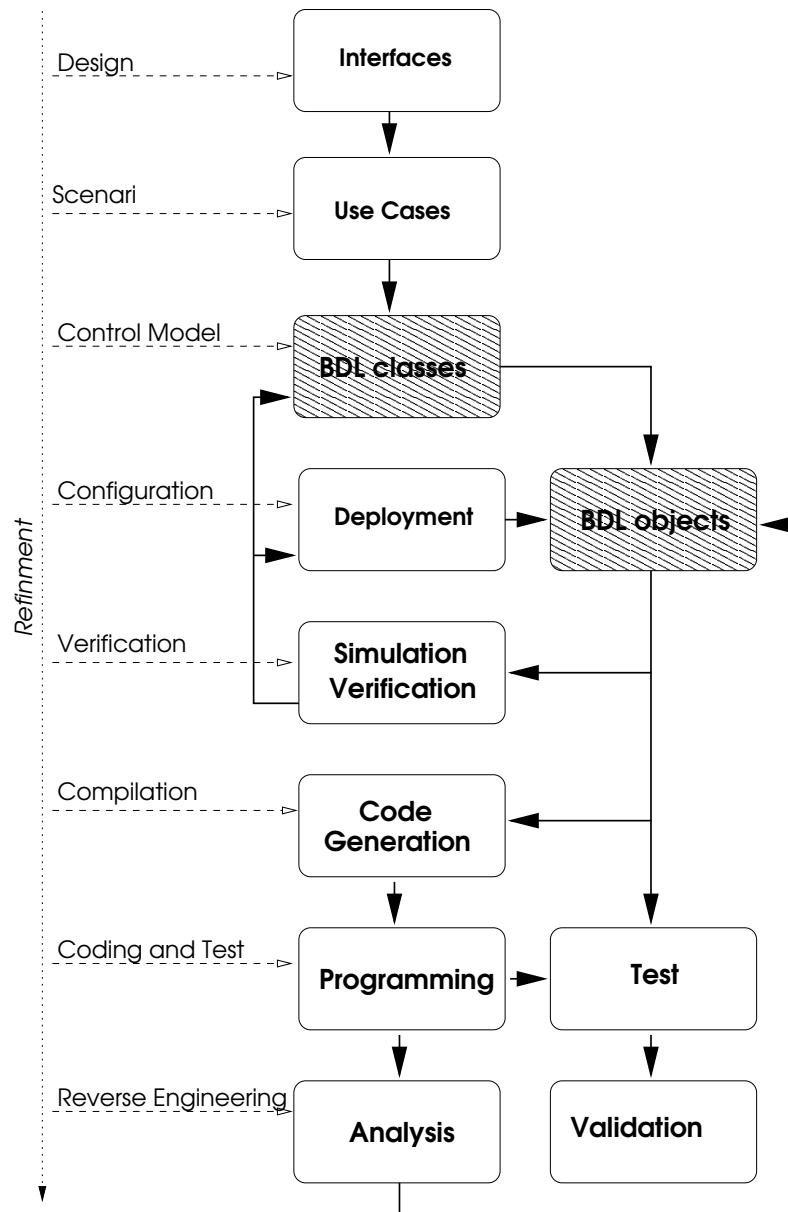 Design
Interfaces
Scenari
Use Cases
Control Model
BDL classes
Configuration
Deployment
BDL objects
Refinment
Verification
Simulation
Verification
Compilation
Code
Generation
Coding and Test
Programming
Test
Reverse Engineering
Analysis
Validation